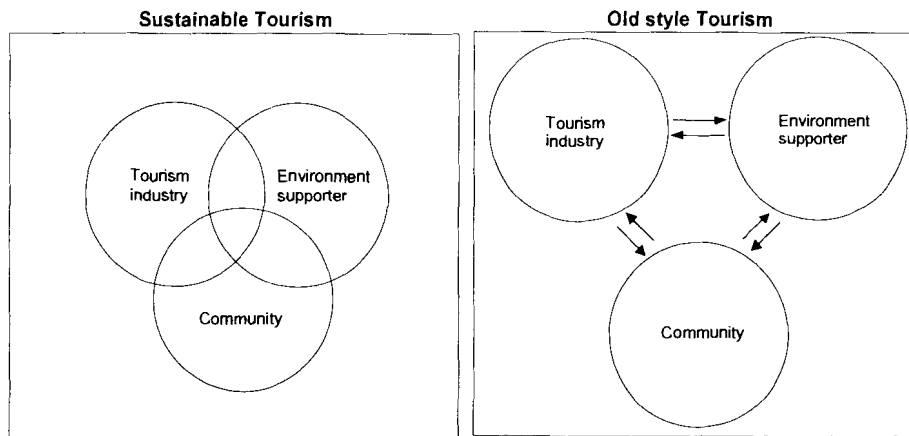 Sustainable Tourism
Tourism
industry
Environment
supporter
Community
Old style Tourism
Tourism
industry
Environment
supporter
Community